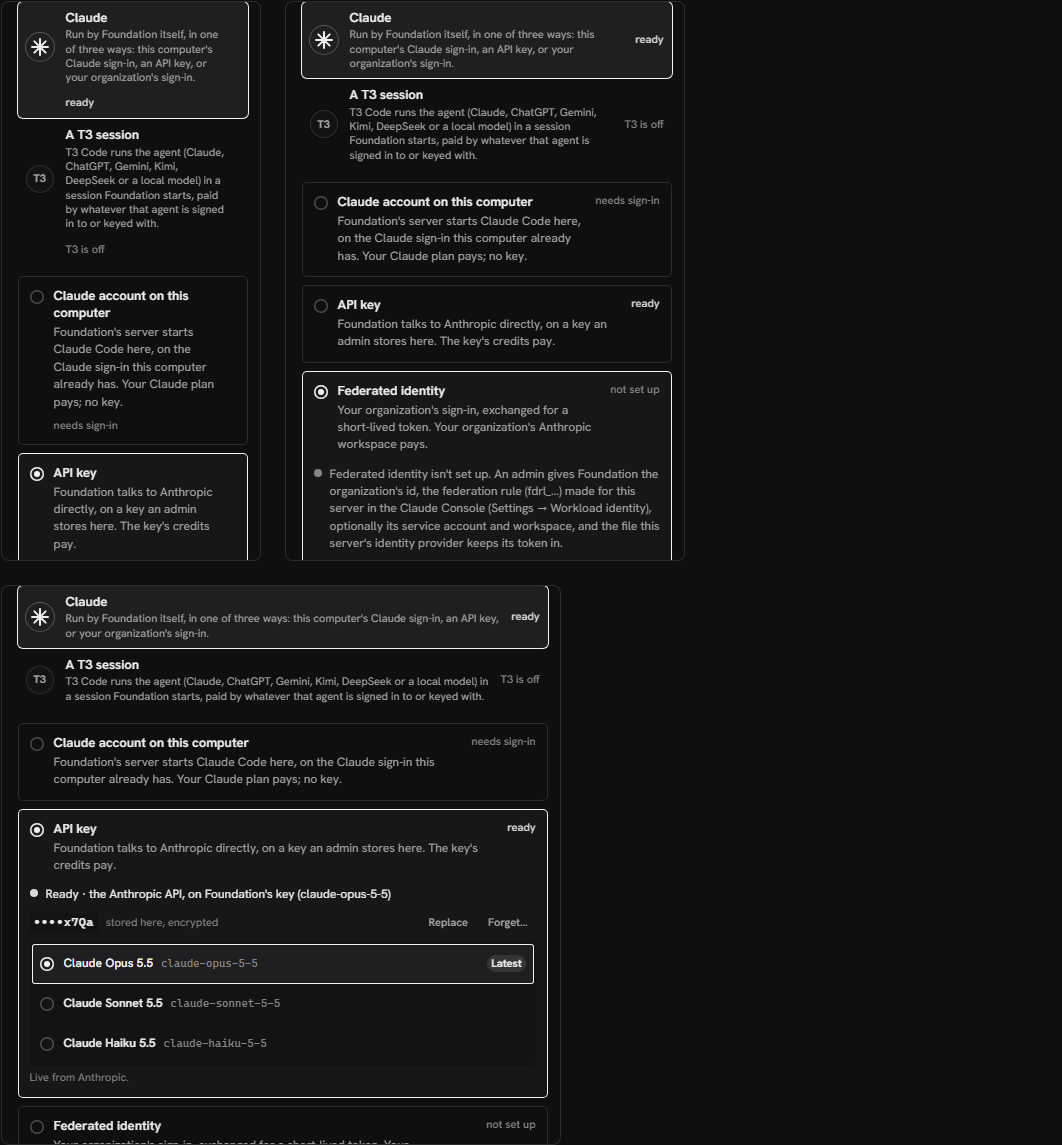 Claude
Run by Foundation itself, in one
of three ways: this computer's
Claude sign-in, an API key, or
your organization's sign-in.
ready
T3
A T3 session
T3 Code runs the agent (Claude,
ChatGPT, Gemini, Kimi,
DeepSeek or a local model) in a
session Foundation starts, paid
by whatever that agent is signed
in to or keyed with.
T3 is off
Claude account on this
computer
Foundation's server starts
Claude Code here, on the
Claude sign-in this computer
already has. Your Claude plan
pays; no key.
needs sign-in
API key
Foundation talks to Anthropic
directly, on a key an admin
stores here. The key's credits
pay.
Claude
Run by Foundation itself, in one of three ways: this
computer's Claude sign-in, an API key, or your
organization's sign-in.
ready
T3
A T3 session
T3 Code runs the agent (Claude, ChatGPT, Gemini,
Kimi, DeepSeek or a local model) in a session
Foundation starts, paid by whatever that agent is
signed in to or keyed with.
T3 is off
Claude account on this computer
needs sign-in
Foundation's server starts Claude Code here,
on the Claude sign-in this computer already
has. Your Claude plan pays; no key.
API key
ready
Foundation talks to Anthropic directly, on a key an
admin stores here. The key's credits pay.
Federated identity
not set up
Your organization's sign-in, exchanged for a
short-lived token. Your organization's Anthropic
workspace pays.
Federated identity isn't set up. An admin gives Foundation the
organization's id, the federation rule (fdrl_…) made for this
server in the Claude Console (Settings → Workload identity),
optionally its service account and workspace, and the file this
server's identity provider keeps its token in.
Claude
Run by Foundation itself, in one of three ways: this computer's Claude sign-in, an API key,
or your organization's sign-in.
ready
T3
A T3 session
T3 Code runs the agent (Claude, ChatGPT, Gemini, Kimi, DeepSeek or a local model) in
a session Foundation starts, paid by whatever that agent is signed in to or keyed with.
T3 is off
Claude account on this computer
needs sign-in
Foundation's server starts Claude Code here, on the Claude sign-in this
computer already has. Your Claude plan pays; no key.
API key
ready
Foundation talks to Anthropic directly, on a key an admin stores here. The key's
credits pay.
Ready · the Anthropic API, on Foundation's key (claude-opus-5-5)
••••x7Qa stored here, encrypted Replace Forget…
Claude Opus 5.5 claude-opus-5-5 Latest
Claude Sonnet 5.5 claude-sonnet-5-5
Claude Haiku 5.5 claude-haiku-5-5
Live from Anthropic.
Federated identity
not set up
Your organization's sign-in, exchanged for a short-lived token. Your